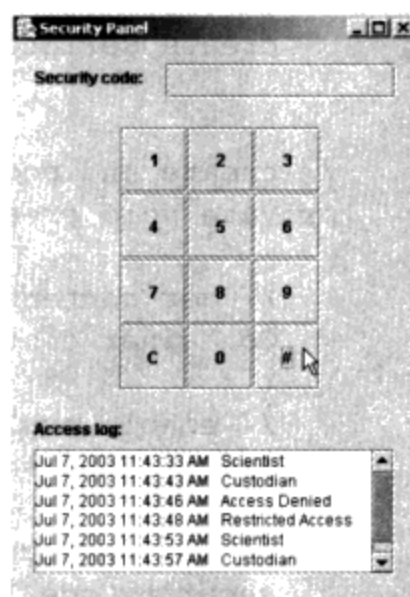 Security Panel
Security code:
1 2 3
4 5 6
7 8 9
C 0 #
Access log:
Jul 7, 2003 11:43:33 AM Scientist
Jul 7, 2003 11:43:43 AM Custodian
Jul 7, 2003 11:43:46 AM Access Denied
Jul 7, 2003 11:43:48 AM Restricted Access
Jul 7, 2003 11:43:53 AM Scientist
Jul 7, 2003 11:43:57 AM Custodian